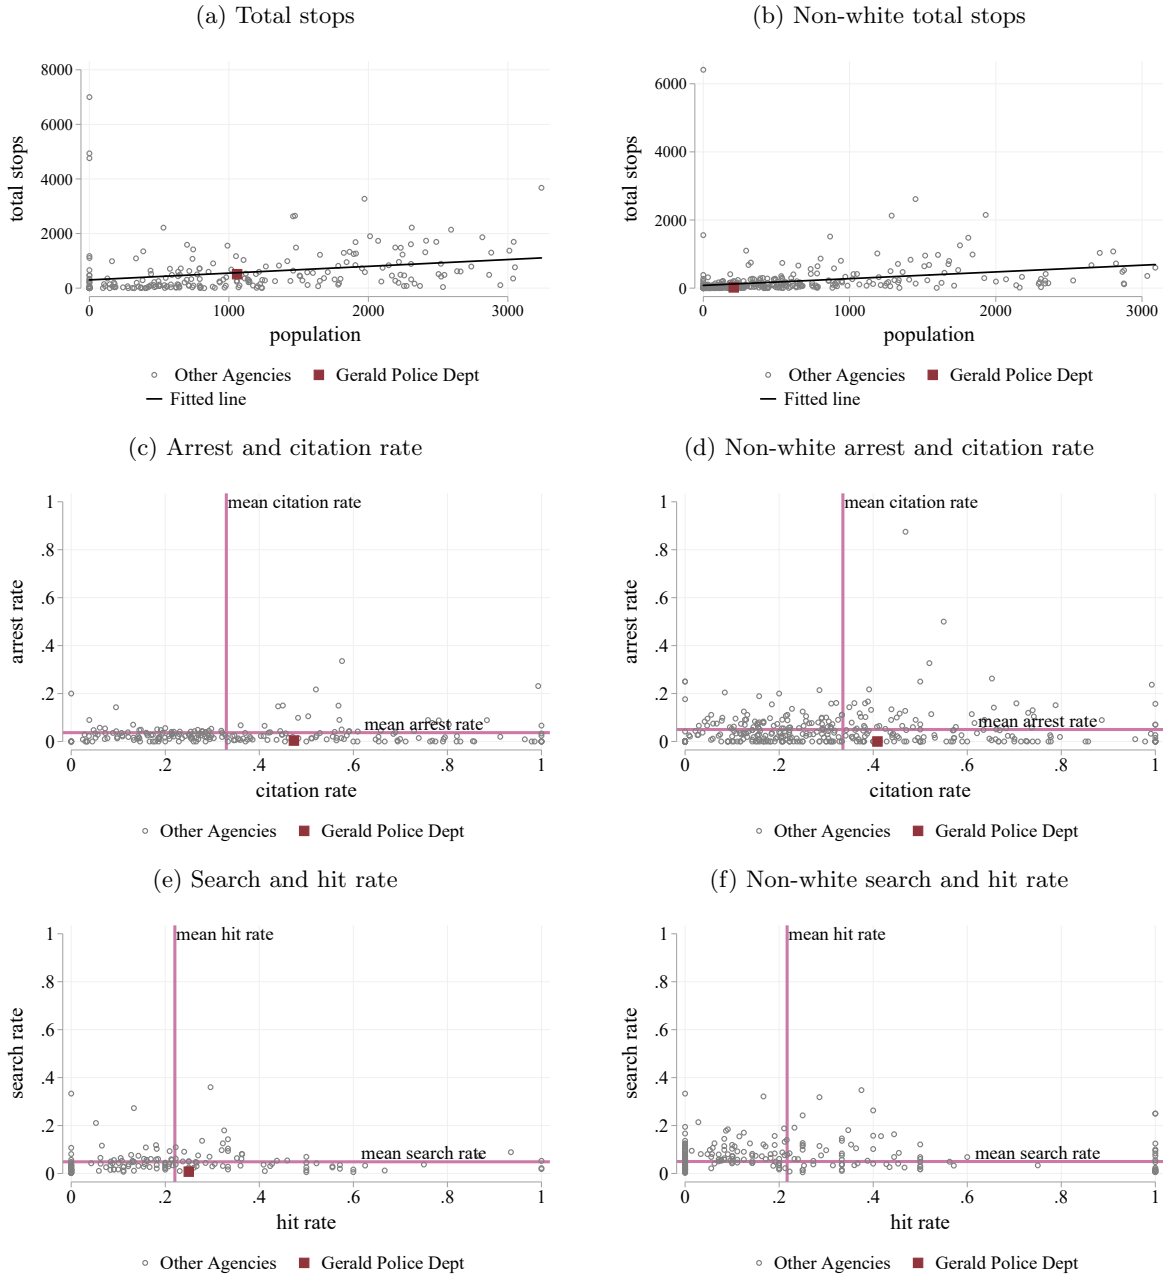 (a) Total stops
(b) Non-white total stops
8000
6000
4000
2000
0
total stops
0 1000 2000 3000
population
Other Agencies Gerald Police Dept
Fitted line
6000
4000
2000
0
total stops
0 1000 2000 3000
population
Other Agencies Gerald Police Dept
Fitted line
(c) Arrest and citation rate
(d) Non-white arrest and citation rate
1
.8
.6
.4
.2
0
arrest rate
mean citation rate
mean arrest rate
0 .2 .4 .6 .8 1
citation rate
Other Agencies Gerald Police Dept
1
.8
.6
.4
.2
0
arrest rate
mean citation rate
mean arrest rate
0 .2 .4 .6 .8 1
citation rate
Other Agencies Gerald Police Dept
(e) Search and hit rate
(f) Non-white search and hit rate
1
.8
.6
.4
.2
0
search rate
mean hit rate
mean search rate
0 .2 .4 .6 .8 1
hit rate
Other Agencies Gerald Police Dept
1
.8
.6
.4
.2
0
search rate
mean hit rate
mean search rate
0 .2 .4 .6 .8 1
hit rate
Other Agencies Gerald Police Dept